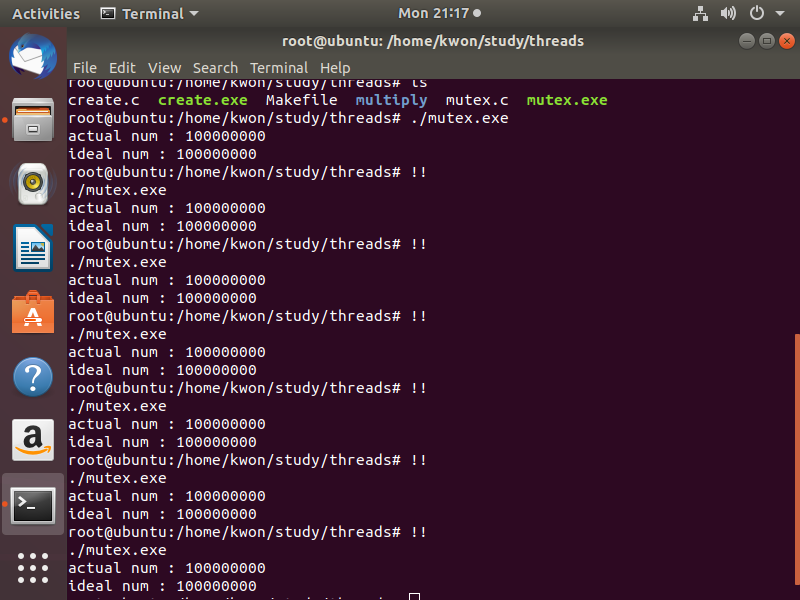 Activities Terminal Mon 21:17
root@ubuntu: /home/kwon/study/threads
File Edit View Search Terminal Help
root@ubuntu:/home/kwon/study/threads# ls
create.c create.exe Makefile multiply mutex.c mutex.exe
root@ubuntu:/home/kwon/study/threads# ./mutex.exe
actual num : 100000000
ideal num : 100000000
root@ubuntu:/home/kwon/study/threads# !!
./mutex.exe
actual num : 100000000
ideal num : 100000000
root@ubuntu:/home/kwon/study/threads# !!
./mutex.exe
actual num : 100000000
ideal num : 100000000
root@ubuntu:/home/kwon/study/threads# !!
./mutex.exe
actual num : 100000000
ideal num : 100000000
root@ubuntu:/home/kwon/study/threads# !!
./mutex.exe
actual num : 100000000
ideal num : 100000000
root@ubuntu:/home/kwon/study/threads# !!
./mutex.exe
actual num : 100000000
ideal num : 100000000
root@ubuntu:/home/kwon/study/threads# !!
./mutex.exe
actual num : 100000000
ideal num : 100000000